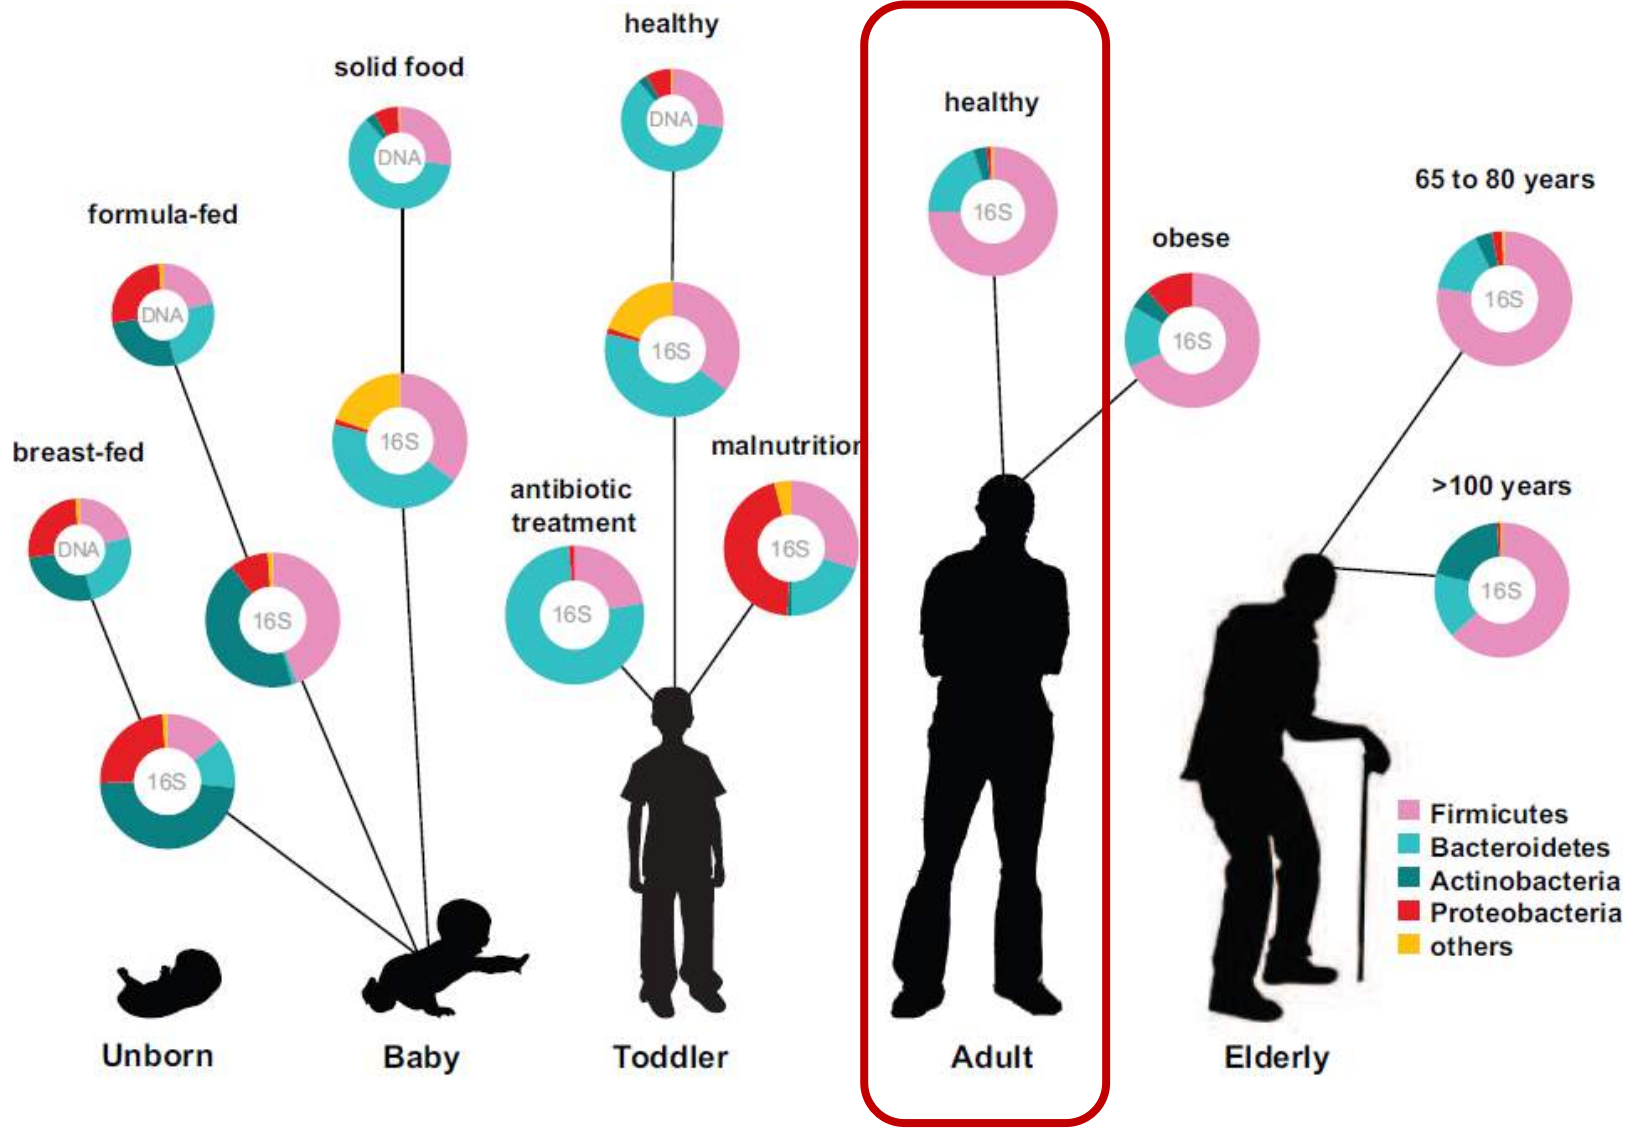 healthy
solid food
DNA
DNA
healthy
formula-fed
65 to 80 years
16S
obese
DNA
16S
16S
16S
breast-fed
16S
malnutrition
antibiotic
treatment
>100 years
DNA
16S
16S
16S
16S
16S
Firmicutes
Bacteroidetes
Actinobacteria
Proteobacteria
others
Unborn
Baby
Toddler
Adult
Elderly